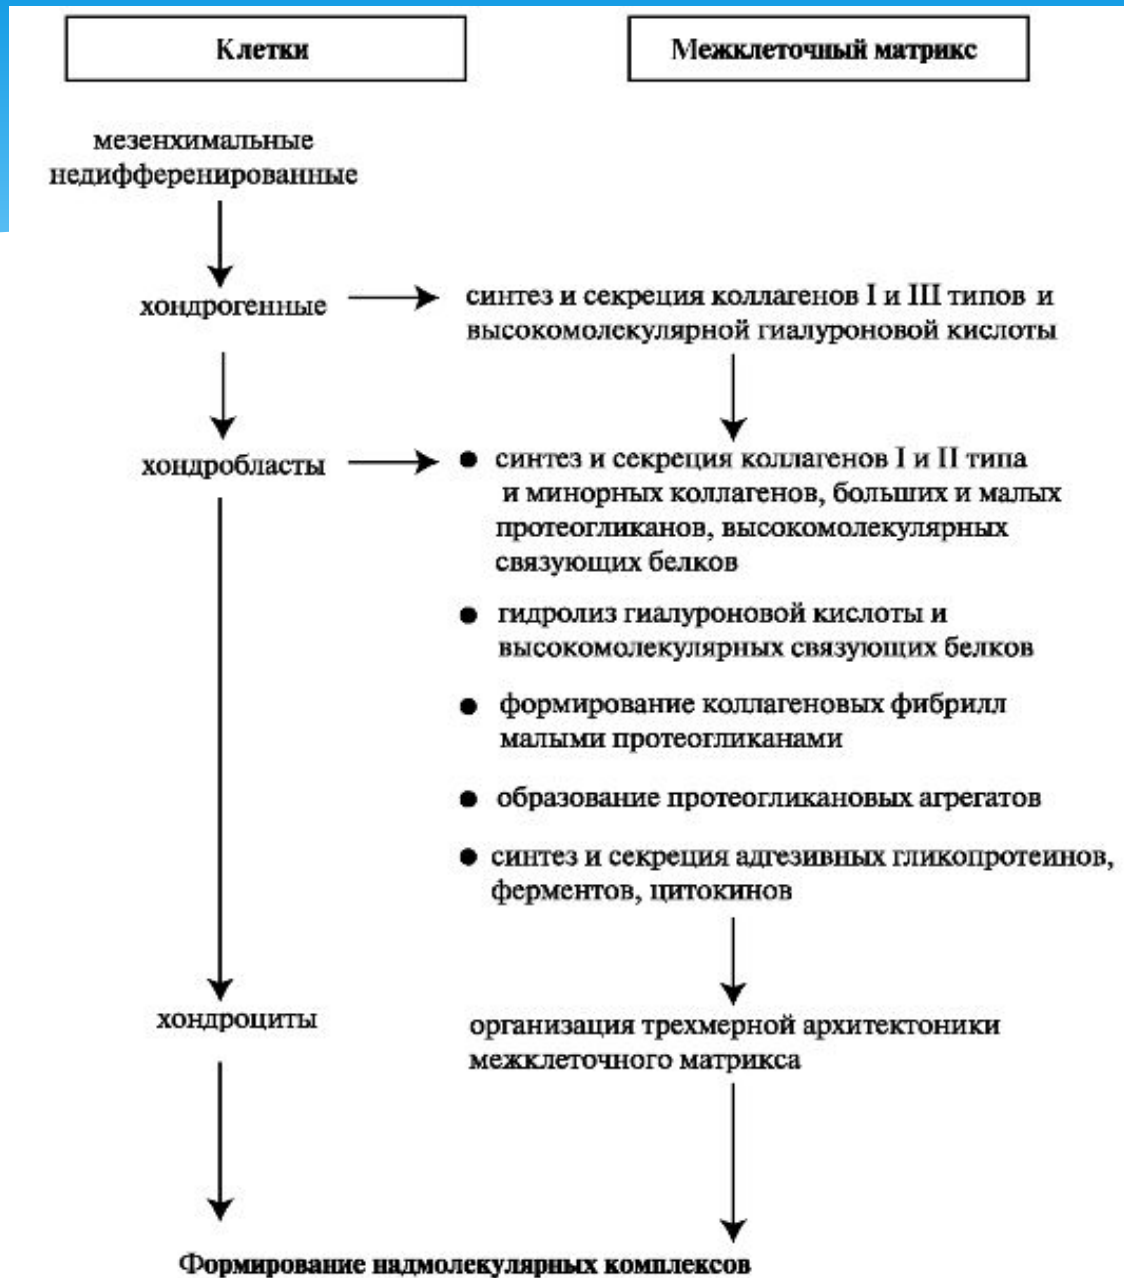 Клетки
Межклеточный матрикс
мезенхимальные
недифференированные
хондрогенные
синтез и секреция коллагенов I и III типов и
высокомолекулярной гиалуроновой кислоты
хондробласты
● синтез и секреция коллагенов I и II типа
и минорных коллагенов, больших и малых
протеогликанов, высокомолекулярных
связующих белков
● гидролиз гиалуроновой кислоты и
высокомолекулярных связующих белков
● формирование коллагеновых фибрилл
малыми протеогликанами
● образование протеогликановых агрегатов
● синтез и секреция адгезивных гликопротеинов,
ферментов, цитокинов
хондроциты
организация трехмерной архитектоники
межклеточного матрикса
Формирование надмолекулярных комплексов